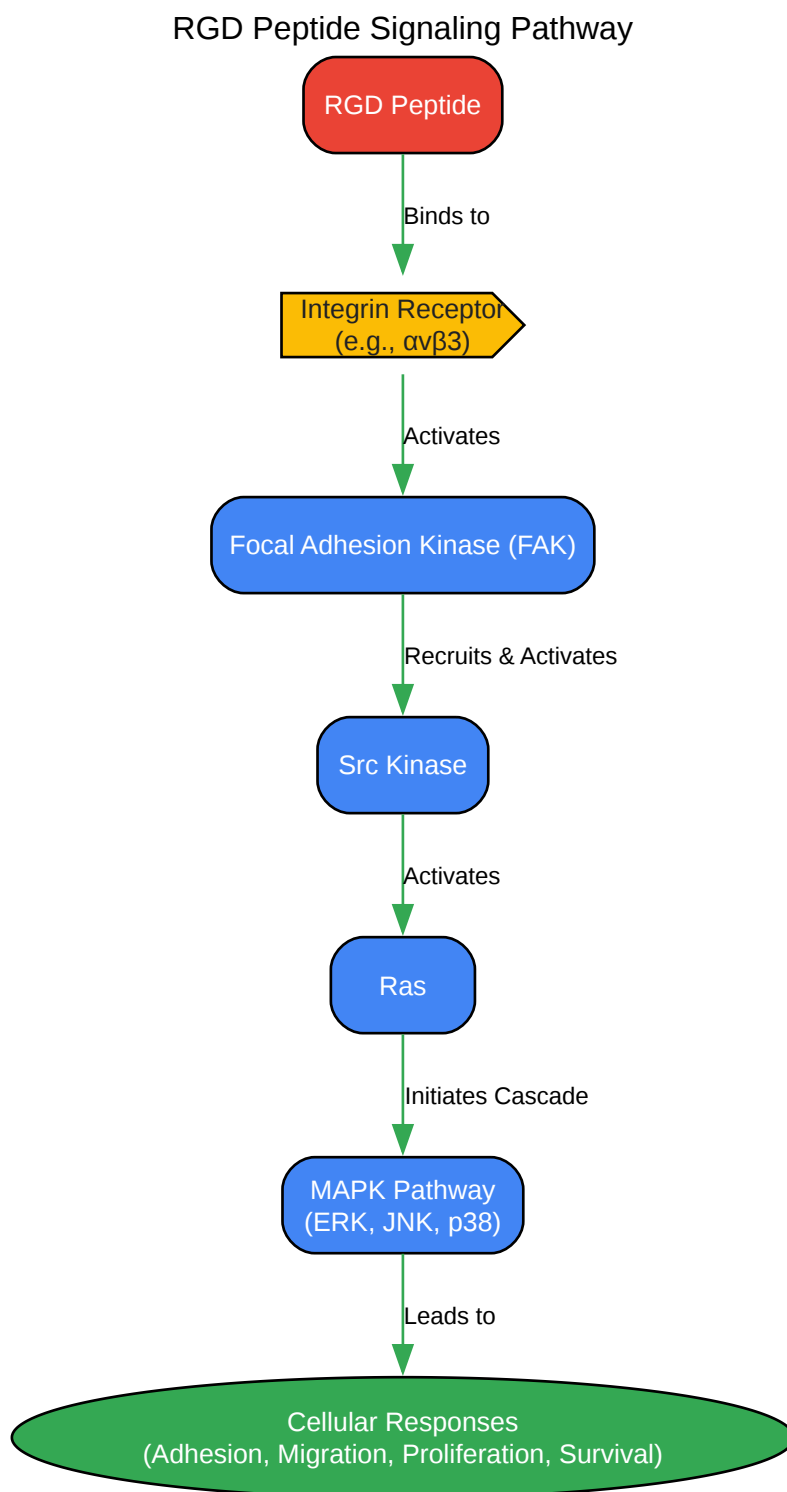 RGD Peptide Signaling Pathway
RGD Peptide
Binds to
Integrin Receptor
(e.g., αvβ3)
Activates
Focal Adhesion Kinase (FAK)
Recruits & Activates
Src Kinase
Activates
Ras
Initiates Cascade
MAPK Pathway
(ERK, JNK, p38)
Leads to
Cellular Responses
(Adhesion, Migration, Proliferation, Survival)